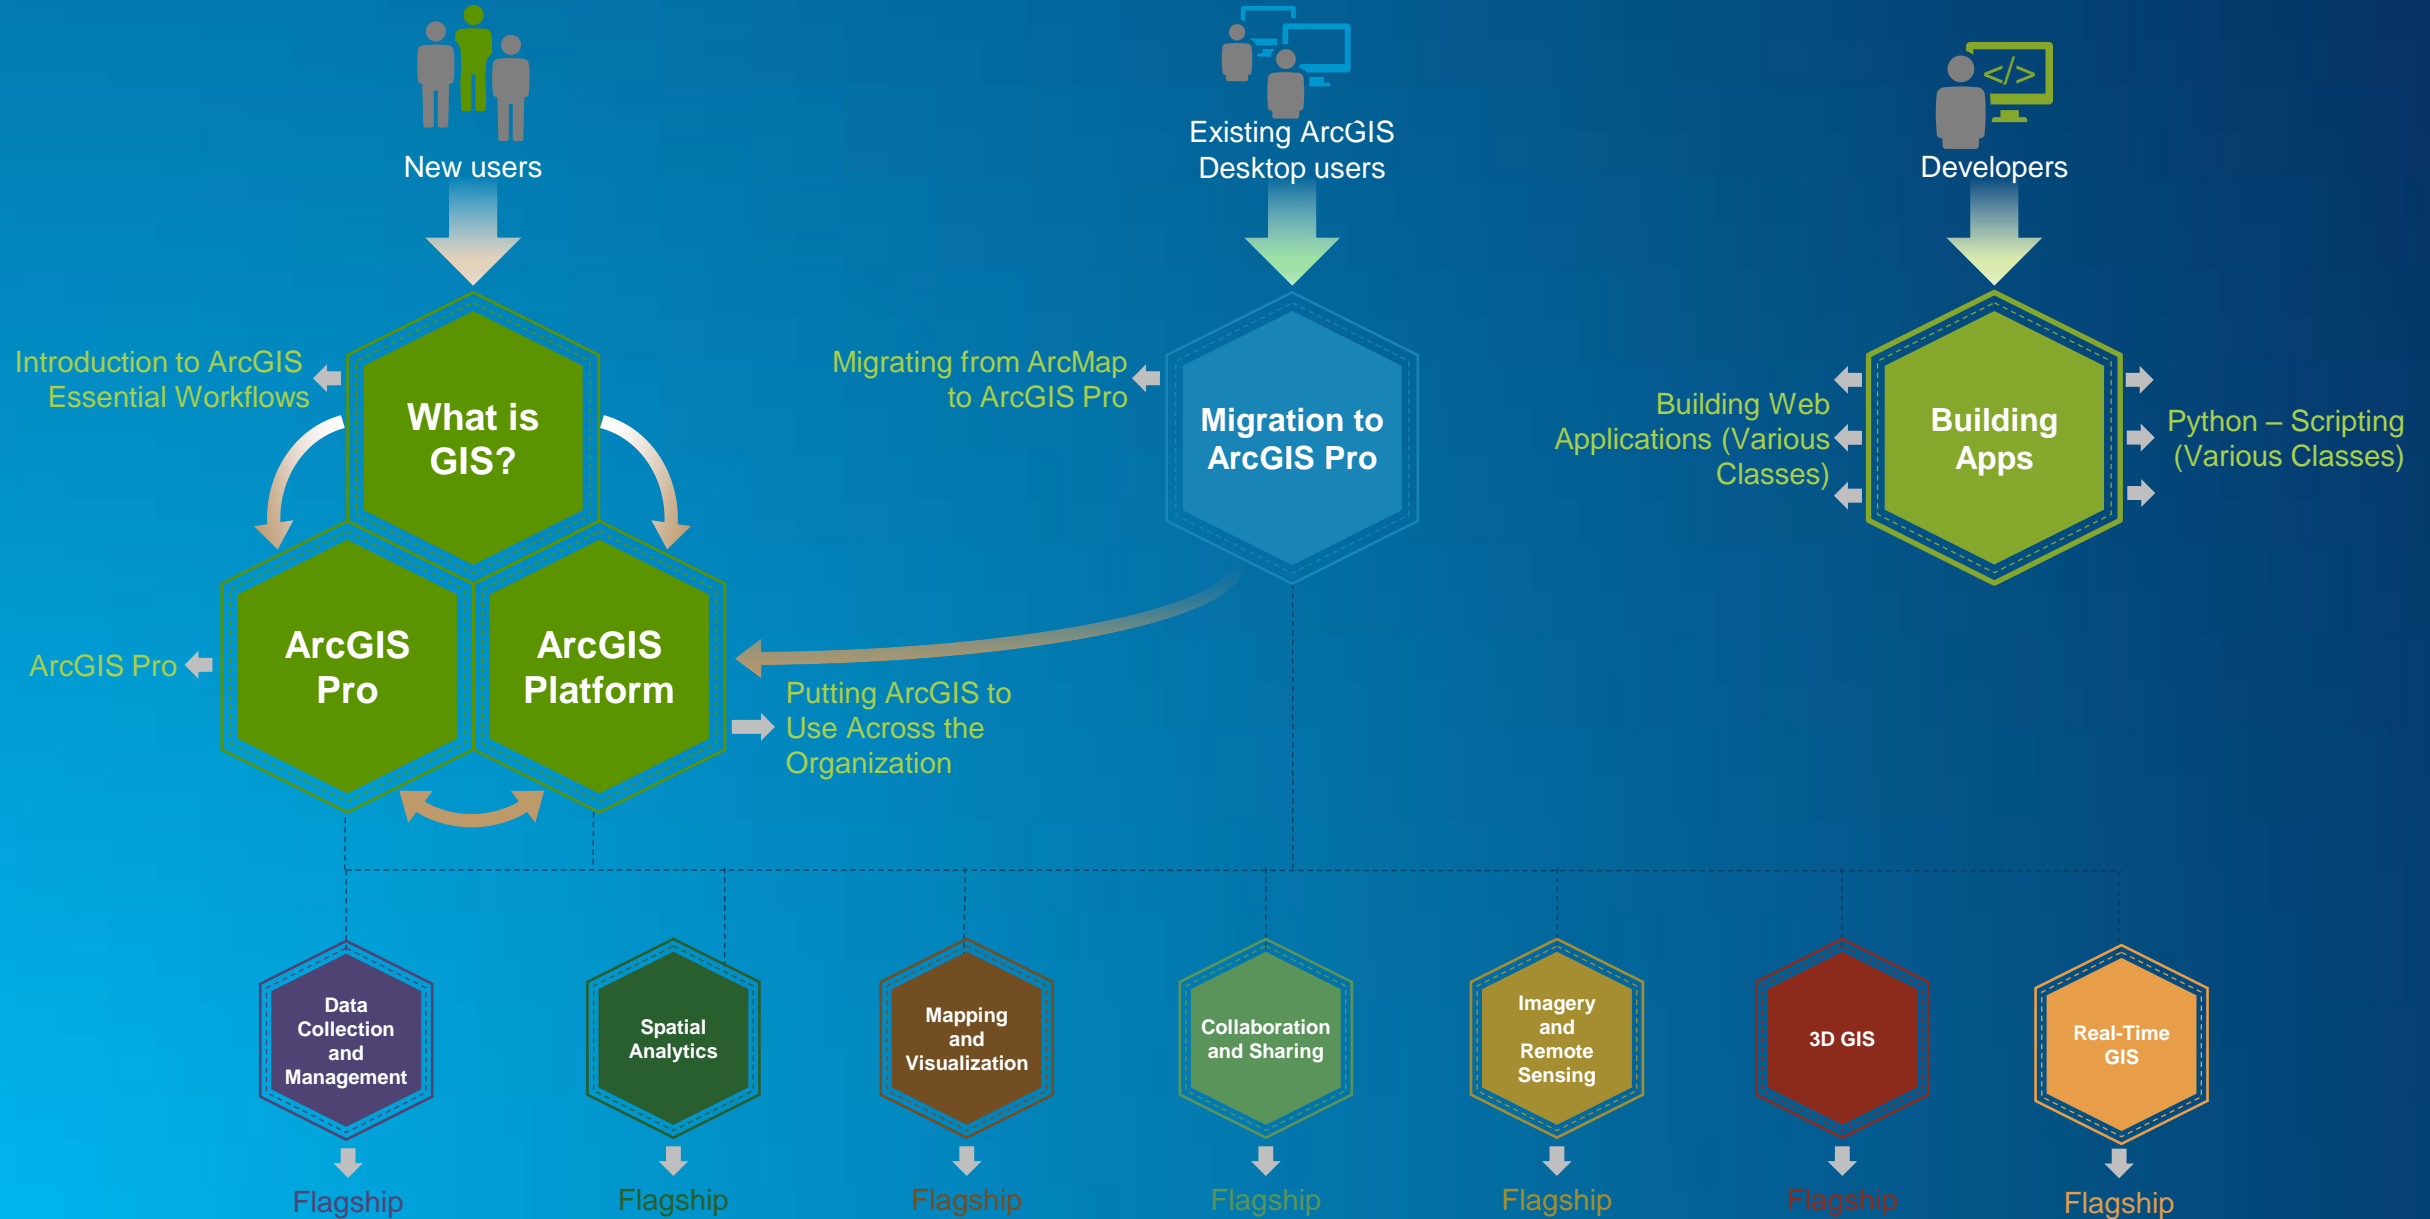 New users
Existing ArcGIS
Desktop users
</>
Developers
Introduction to ArcGIS
Essential Workflows
What is
GIS?
Migrating from ArcMap
to ArcGIS Pro
Migration to
ArcGIS Pro
Building Web
Applications (Various
Classes)
Building
Apps
Python – Scripting
(Various Classes)
ArcGIS Pro
ArcGIS
Pro
ArcGIS
Platform
Putting ArcGIS to
Use Across the
Organization
Data
Collection
and
Management
Spatial
Analytics
Mapping
and
Visualization
Collaboration
and Sharing
Imagery
and
Remote
Sensing
3D GIS
Real-Time
GIS
Flagship
Flagship
Flagship
Flagship
Flagship
Flagship
Flagship